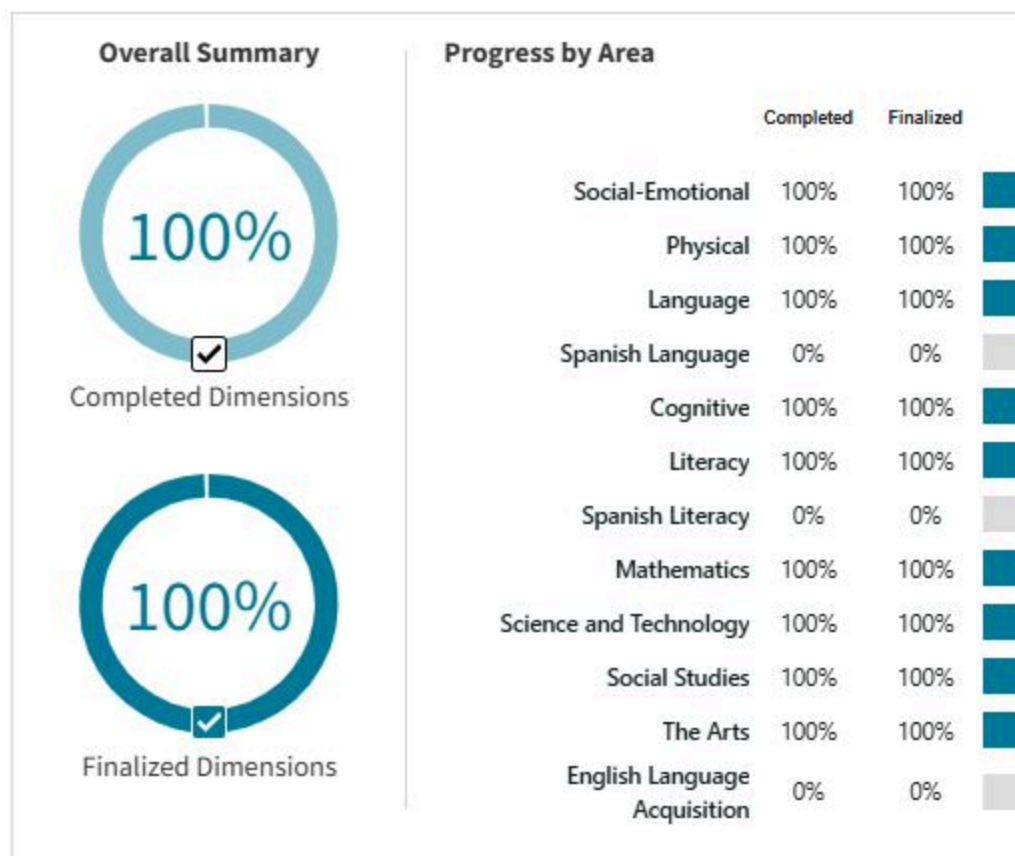 Overall Summary
100%
Completed Dimensions
100%
Finalized Dimensions
Progress by Area
Completed Finalized
Social-Emotional 100% 100%
Physical 100% 100%
Language 100% 100%
Spanish Language 0% 0%
Cognitive 100% 100%
Literacy 100% 100%
Spanish Literacy 0% 0%
Mathematics 100% 100%
Science and Technology 100% 100%
Social Studies 100% 100%
The Arts 100% 100%
English Language
Acquisition 0% 0%